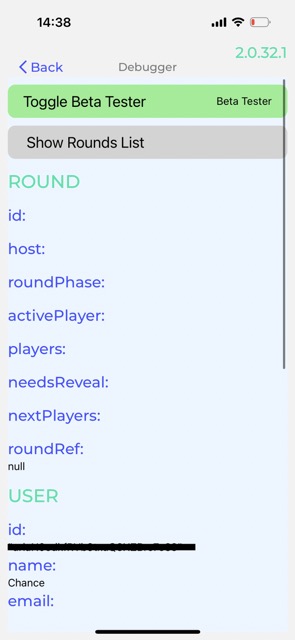 14:38
2.0.32.1
Back
Debugger
Toggle Beta Tester
Beta Tester
Show Rounds List
ROUND
id:
host:
roundPhase:
activePlayer:
players:
needsReveal:
nextPlayers:
roundRef:
null
USER
id:
name:
Chance
email: